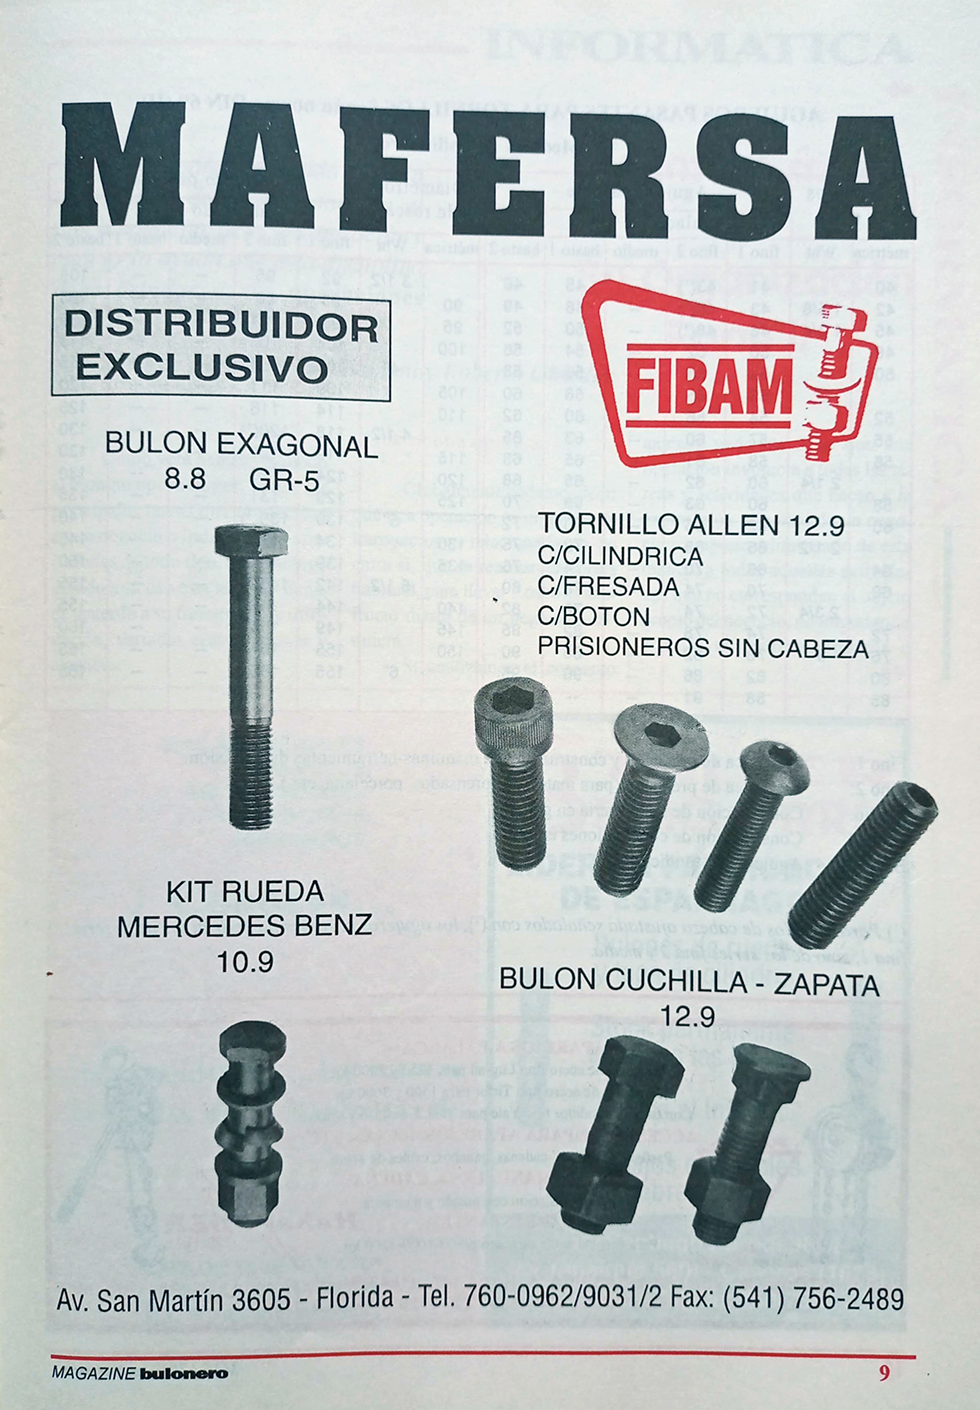 MAFERSA
DISTRIBUIDOR
EXCLUSIVO
FIBAM
BULON EXAGONAL
8.8 GR-5
TORNILLO ALLEN 12.9
C/CILINDRICA
C/FRESADA
C/BOTON
PRISIONEROS SIN CABEZA
KIT RUEDA
MERCEDES BENZ
10.9
BULON CUCHILLA - ZAPATA
12.9
Av. San Martín 3605 - Florida - Tel. 760-0962/9031/2 Fax: (541) 756-2489
MAGAZINE bulonero
9